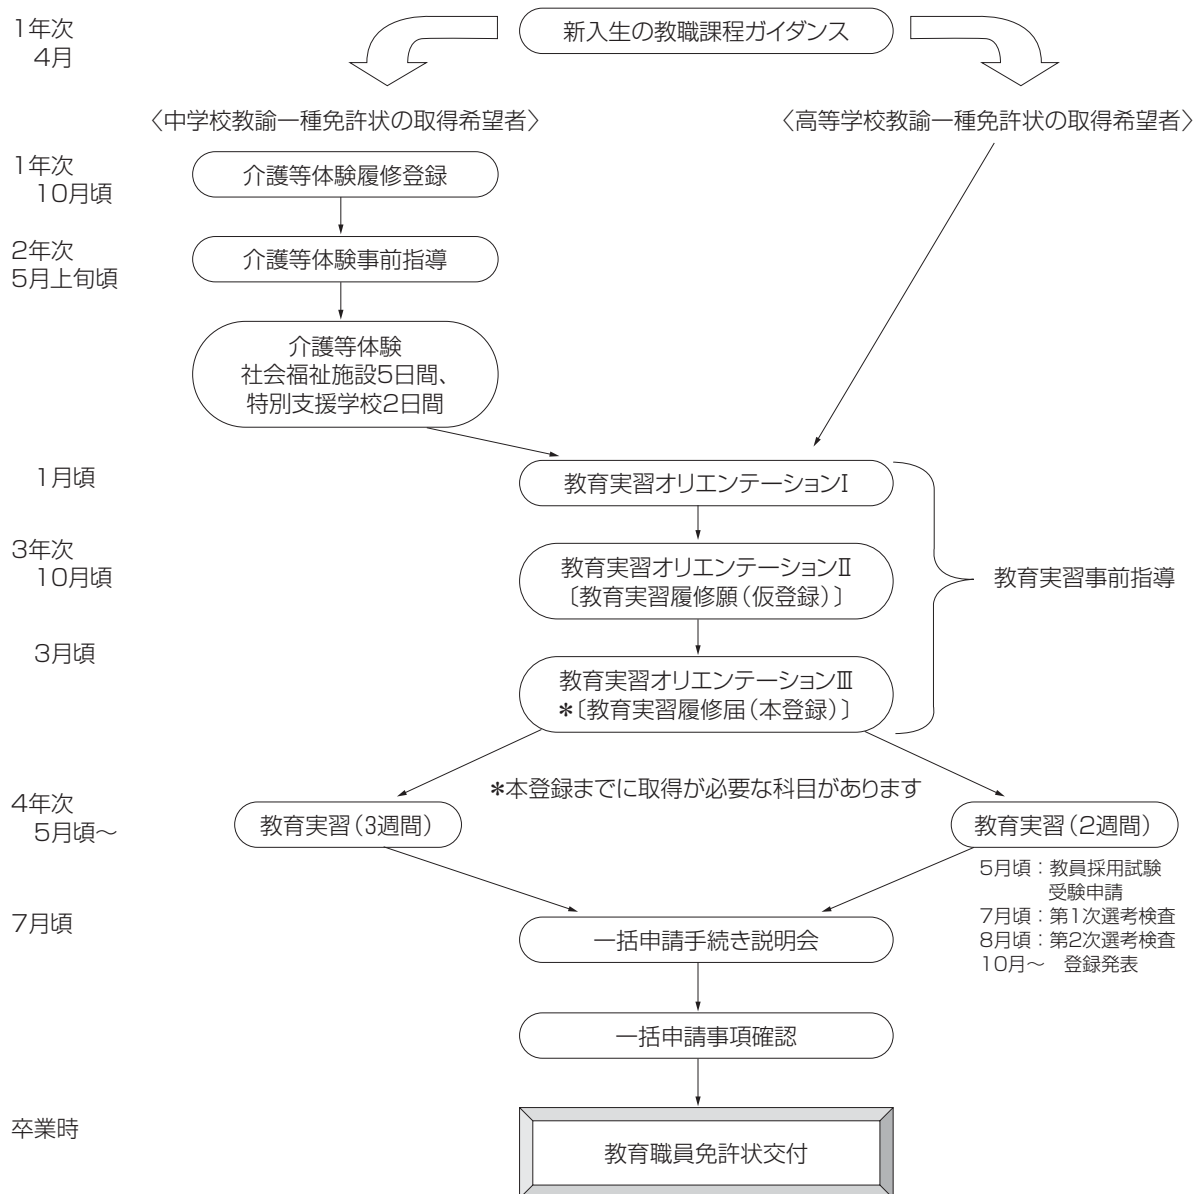 1年次
4月
新入生の教職課程ガイダンス
〈中学校教諭一種免許状の取得希望者〉
〈高等学校教諭一種免許状の取得希望者〉
1年次
10月頃
介護等体験履修登録
2年次
5月上旬頃
介護等体験事前指導
介護等体験
社会福祉施設5日間、
特別支援学校2日間
1月頃
教育実習オリエンテーションⅠ
3年次
10月頃
教育実習オリエンテーションⅡ
〔教育実習履修願(仮登録)〕
教育実習事前指導
3月頃
教育実習オリエンテーションⅢ
＊〔教育実習履修届(本登録)〕
＊本登録までに取得が必要な科目があります
4年次
5月頃～
教育実習(3週間)
教育実習(2週間)
5月頃：教員採用試験
受験申請
7月頃：第1次選考検査
8月頃：第2次選考検査
10月～　登録発表
7月頃
一括申請手続き説明会
一括申請事項確認
卒業時
教育職員免許状交付